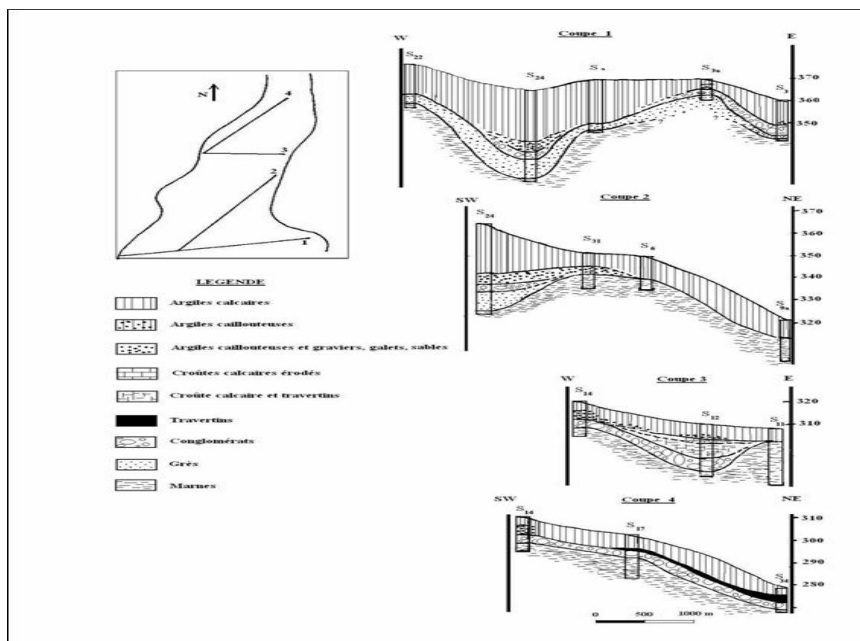 Coupe 1
W
E
S22
S24
S3
370
360
350
N
4
3
2
1
Coupe 2
SW
NE
S24
S31
S6
370
360
350
340
330
320
LEGENDE
Argiles calcaires
Argiles caillouteuses
Argiles caillouteuses et graviers, galets, sables
Croûtes calcaires érodés
Croûte calcaire et travertins
Travertins
Conglomérats
Grès
Marnes
Coupe 3
W
E
S14
S12
320
310
Coupe 4
SW
NE
S14
S17
310
300
290
280
0 500 1000 m